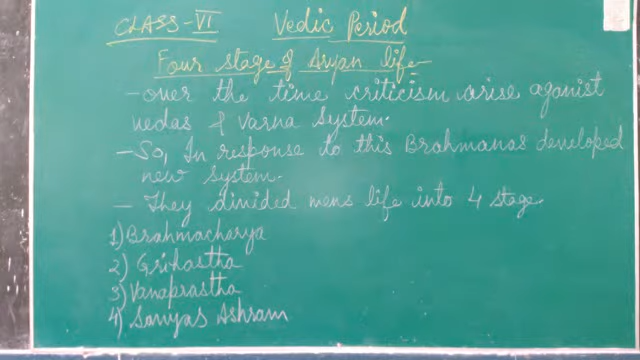 CLASS-VI Vedic Period
Four stage of Aryan life
- over the time criticism arise aganist
vedas & Varna System.
- So, In response to this Brahmanas developed
new system.
- They divided mens life into 4 stage
1) Brahmacharya
2) Grihastha
3) Vanaprastha
4) Sanyas Ashram